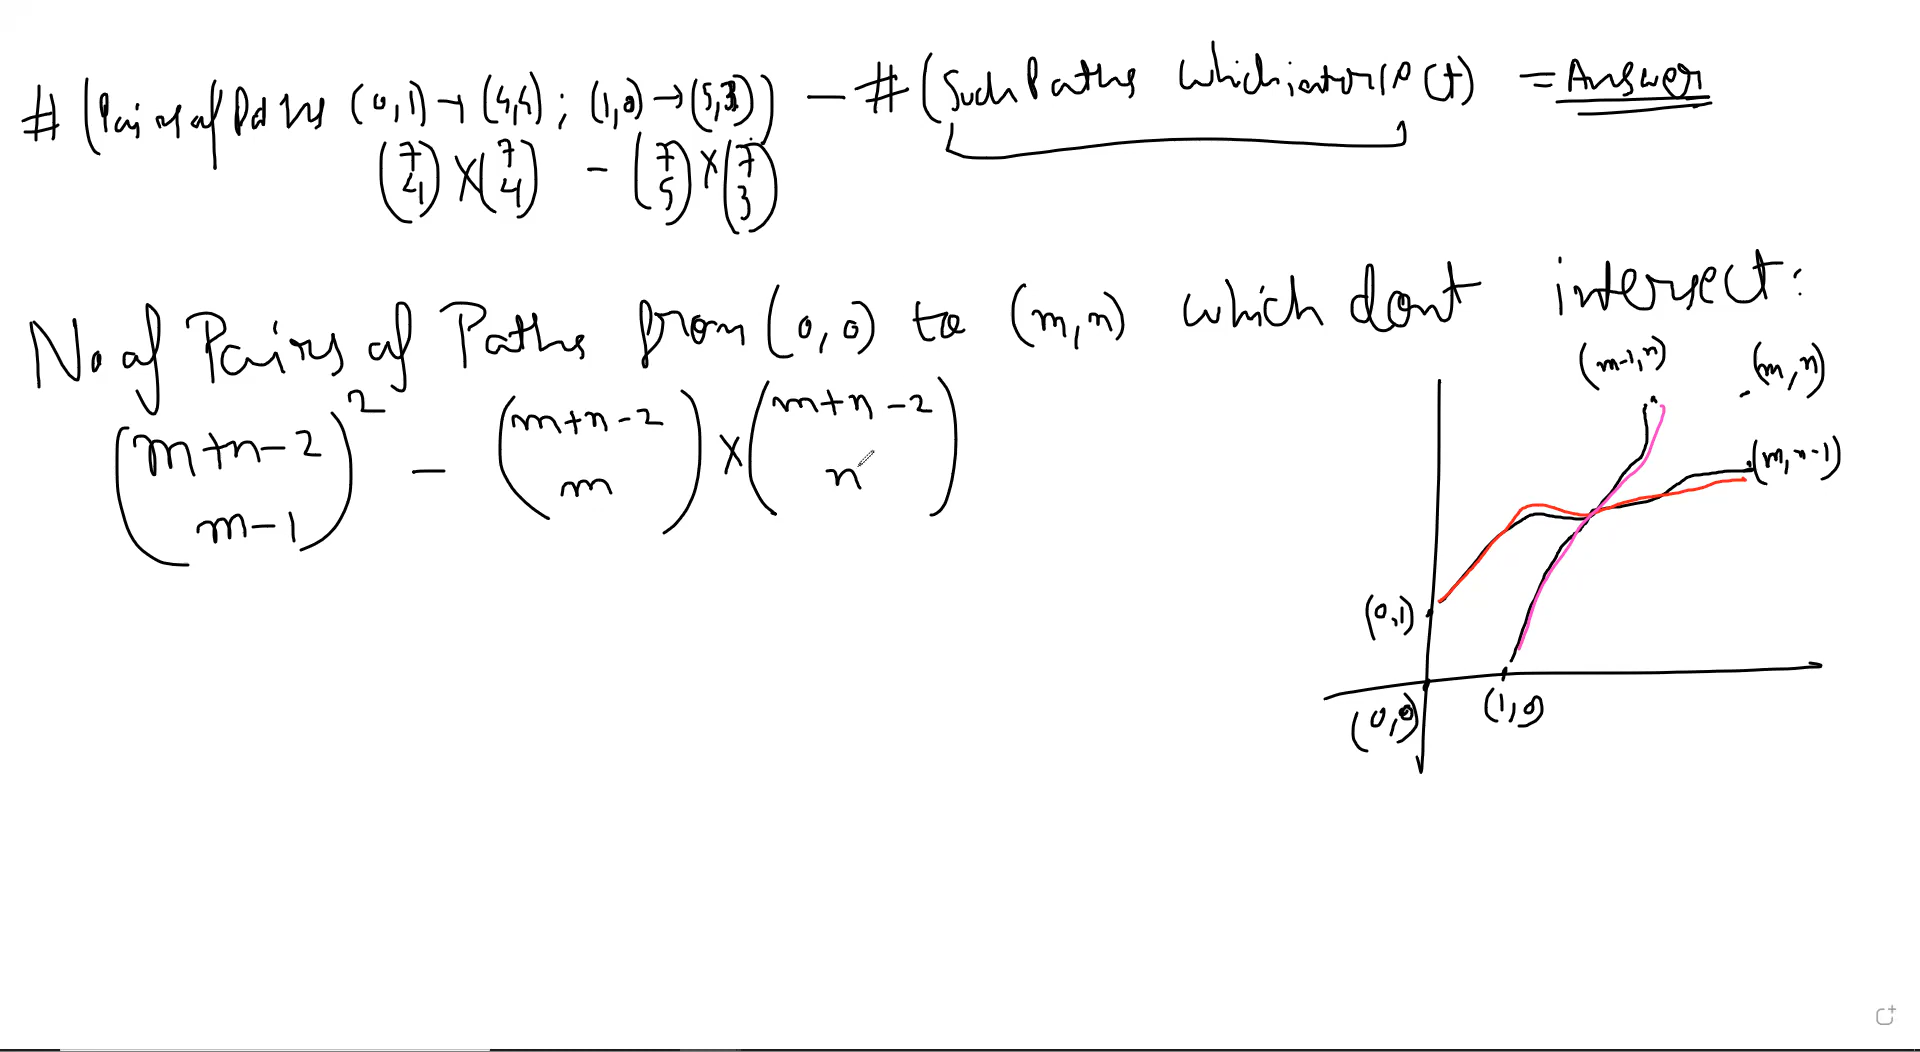 # (Pairs of Paths (0,1) → (4,4); (1,0) → (5,3)) − # (Such Paths which intersect) = Answer
(7 4) × (7 4) − (7 5) × (7 3)
No of Pairs of Paths from (0,0) to (m,n) which dont intersect:
(m+n−2 m−1)² − (m+n−2 m) × (m+n−2 n)
(m-1,n)
(m,n)
(m,n-1)
(0,1)
(0,0)
(1,0)